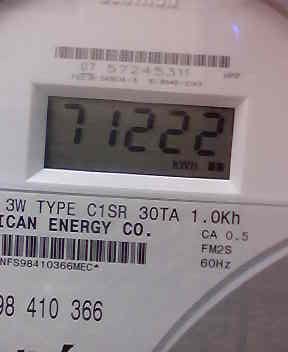 07 57245311
71222
kWh
3W TYPE C1SR 30TA 1.0Kh
ICAN ENERGY CO.
CA 0.5
FM2S
60Hz
NFS98410366MEC*
98 410 366